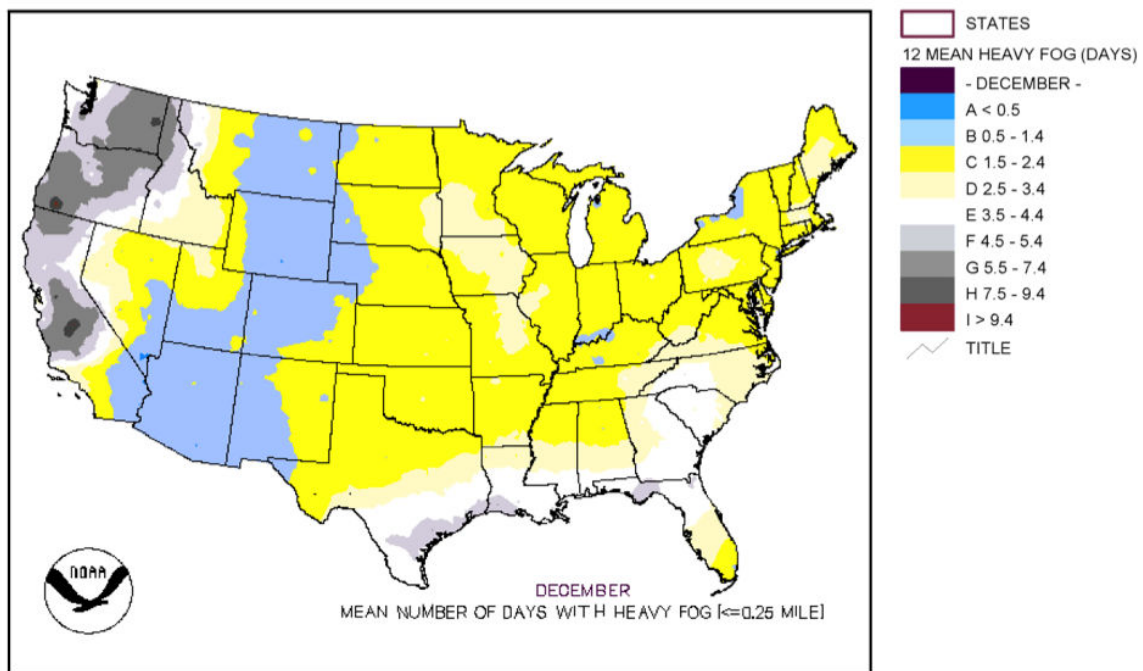 STATES
12 MEAN HEAVY FOG (DAYS)
- DECEMBER -
A < 0.5
B 0.5 - 1.4
C 1.5 - 2.4
D 2.5 - 3.4
E 3.5 - 4.4
F 4.5 - 5.4
G 5.5 - 7.4
H 7.5 - 9.4
I > 9.4
TITLE
NOAA
DECEMBER
MEAN NUMBER OF DAYS WITH H HEAVY FOG [<=0.25 MILE]